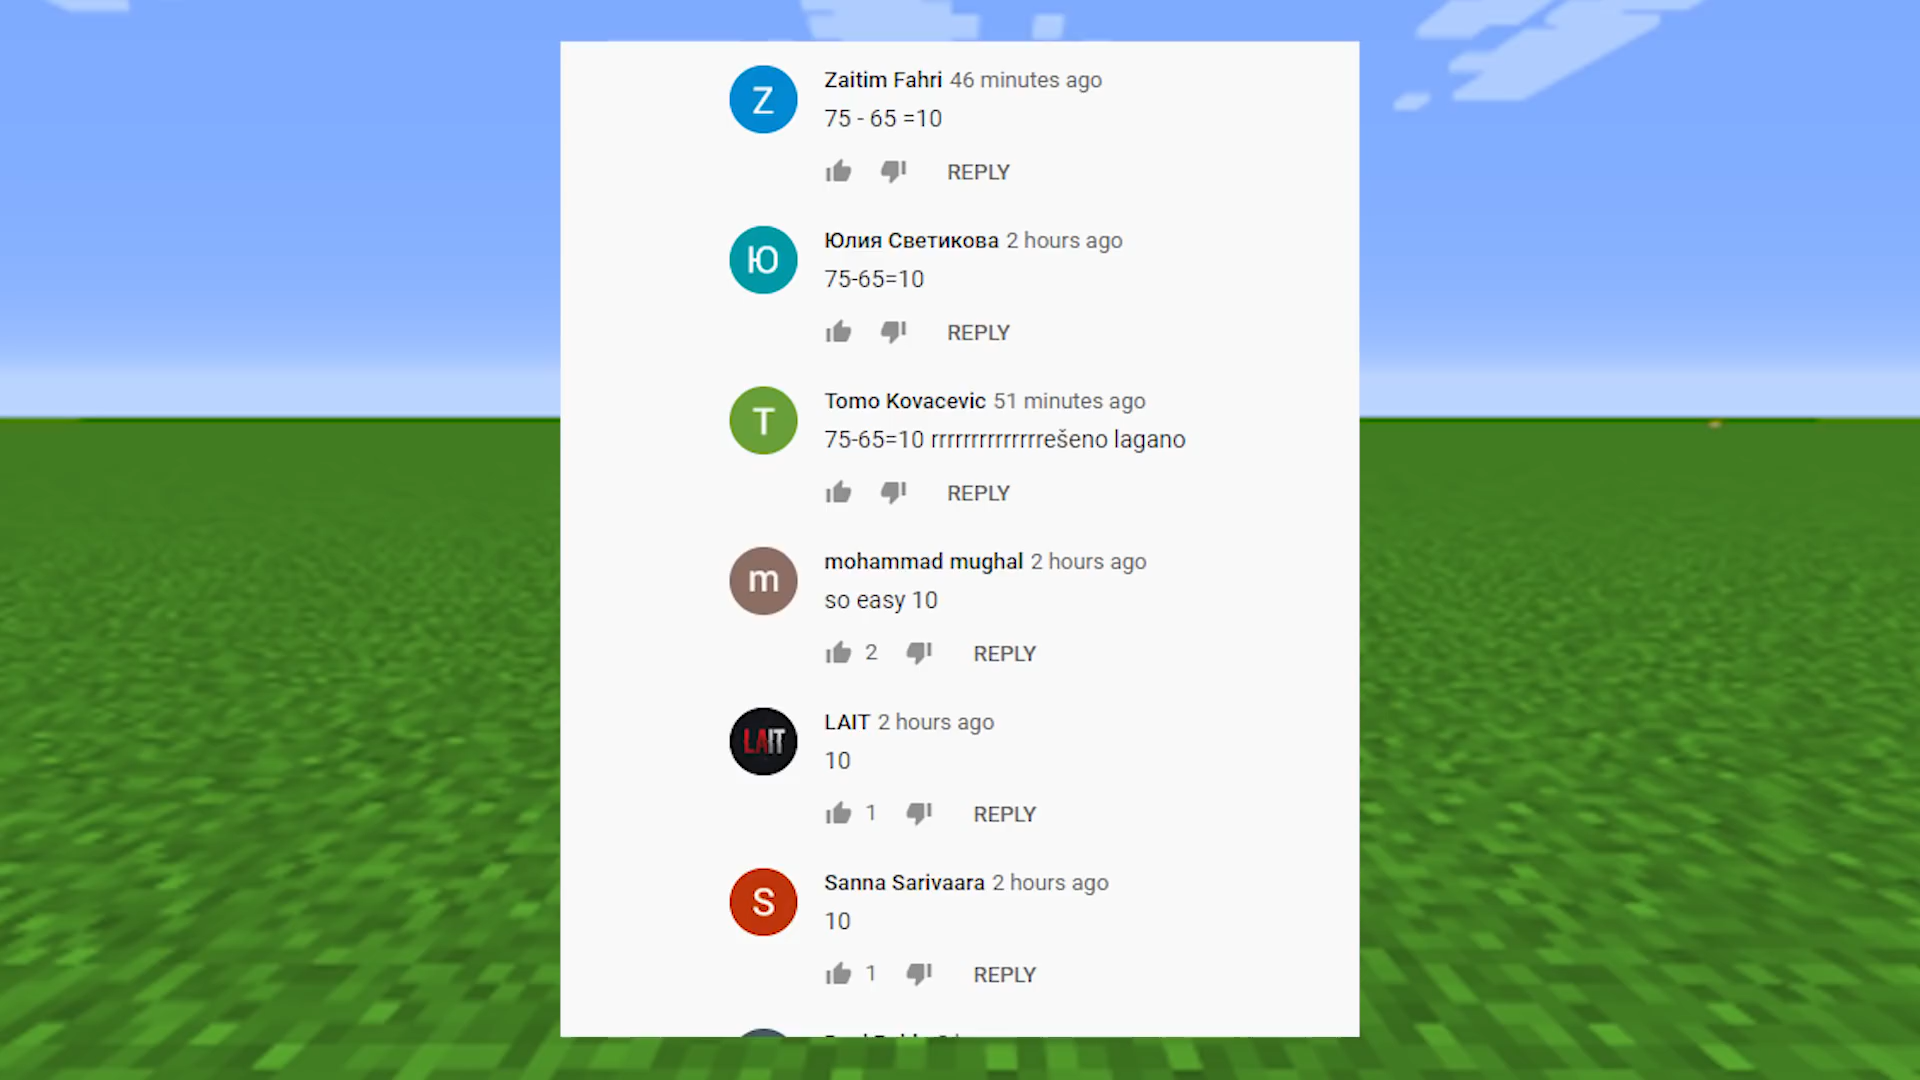 Z
Zaitim Fahri 46 minutes ago
75 - 65 =10
REPLY
Ю
Юлия Светикова 2 hours ago
75-65=10
REPLY
T
Tomo Kovacevic 51 minutes ago
75-65=10 rrrrrrrrrrrrrrešeno lagano
REPLY
m
mohammad mughal 2 hours ago
so easy 10
2 REPLY
LAIT
LAIT 2 hours ago
10
1 REPLY
S
Sanna Sarivaara 2 hours ago
10
1 REPLY